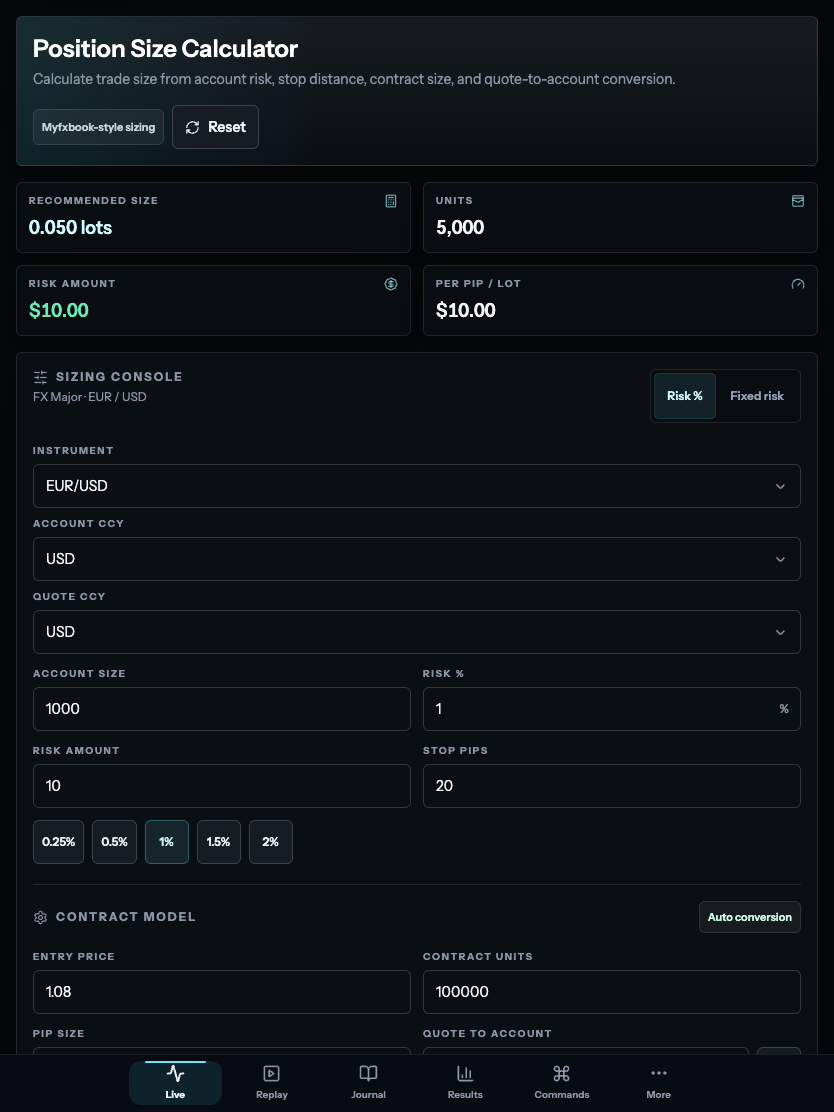 Position Size Calculator
Calculate trade size from account risk, stop distance, contract size, and quote-to-account conversion.
Myfxbook-style sizing
Reset
RECOMMENDED SIZE
0.050 lots
UNITS
5,000
RISK AMOUNT
$10.00
PER PIP / LOT
$10.00
SIZING CONSOLE
FX Major · EUR / USD
Risk %
Fixed risk
INSTRUMENT
EUR/USD
ACCOUNT CCY
USD
QUOTE CCY
USD
ACCOUNT SIZE
RISK %
1000
1 %
RISK AMOUNT
STOP PIPS
10
20
0.25% 0.5% 1% 1.5% 2%
CONTRACT MODEL
Auto conversion
ENTRY PRICE
CONTRACT UNITS
1.08
100000
PIP SIZE
QUOTE TO ACCOUNT
Live
Replay
Journal
Results
Commands
More